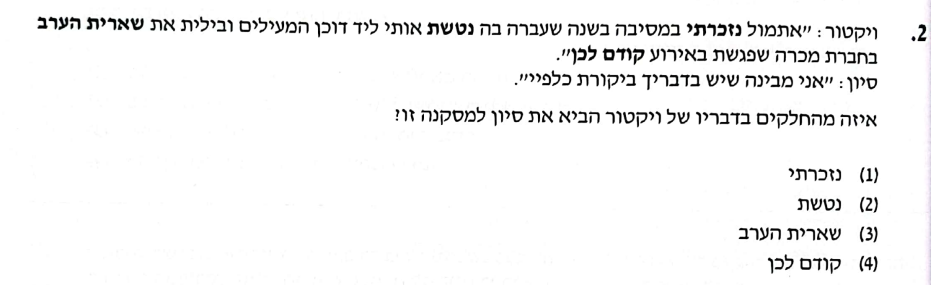 2. ויקטור: "אתמול נזכרתי במסיבה בשנה שעברה בה נטשת אותי ליד דוכן המעילים ובילית את שארית הערב
בחברת מכרה שפגשת באירוע קודם לכן".
סיון: "אני מבינה שיש בדבריך ביקורת כלפיי".
איזה מהחלקים בדבריו של ויקטור הביא את סיון למסקנה זו?
(1) נזכרתי
(2) נטשת
(3) שארית הערב
(4) קודם לכן